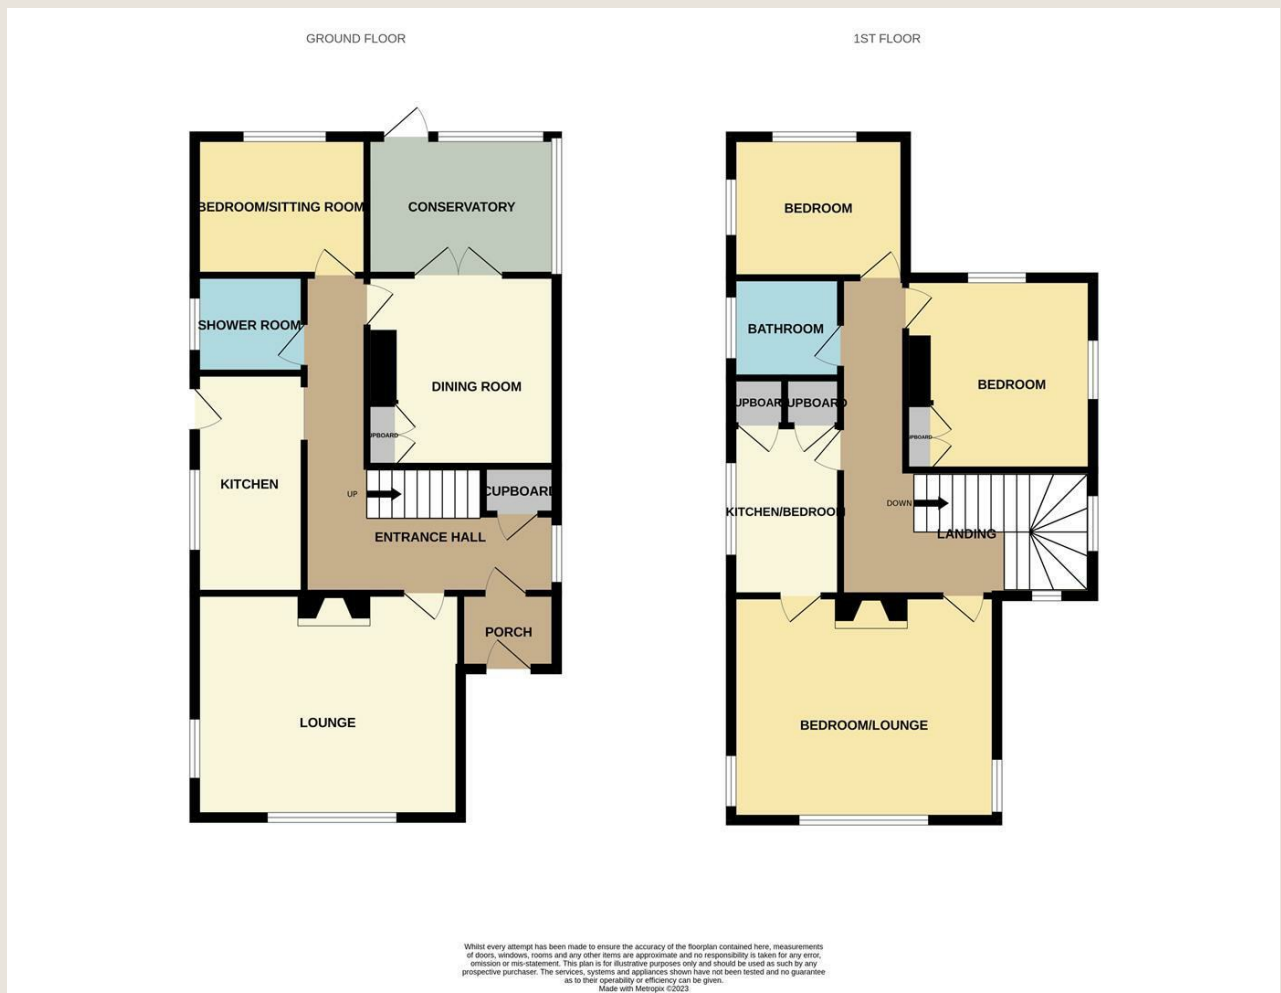 GROUND FLOOR
1ST FLOOR
BEDROOM/SITTING ROOM
CONSERVATORY
SHOWER ROOM
DINING ROOM
UPBOARD
KITCHEN
UP
CUPBOARD
ENTRANCE HALL
PORCH
LOUNGE
BEDROOM
BATHROOM
BEDROOM
UPBOAR
UPBOARD
UPBOARD
KITCHEN/BEDROOM
DOWN
LANDING
BEDROOM/LOUNGE
Whilst every attempt has been made to ensure the accuracy of the floorplan contained here, measurements
of doors, windows, rooms and any other items are approximate and no responsibility is taken for any error,
omission or mis-statement. This plan is for illustrative purposes only and should be used as such by any
prospective purchaser. The services, systems and appliances shown have not been tested and no guarantee
as to their operability or efficiency can be given.
Made with Metropix ©2023